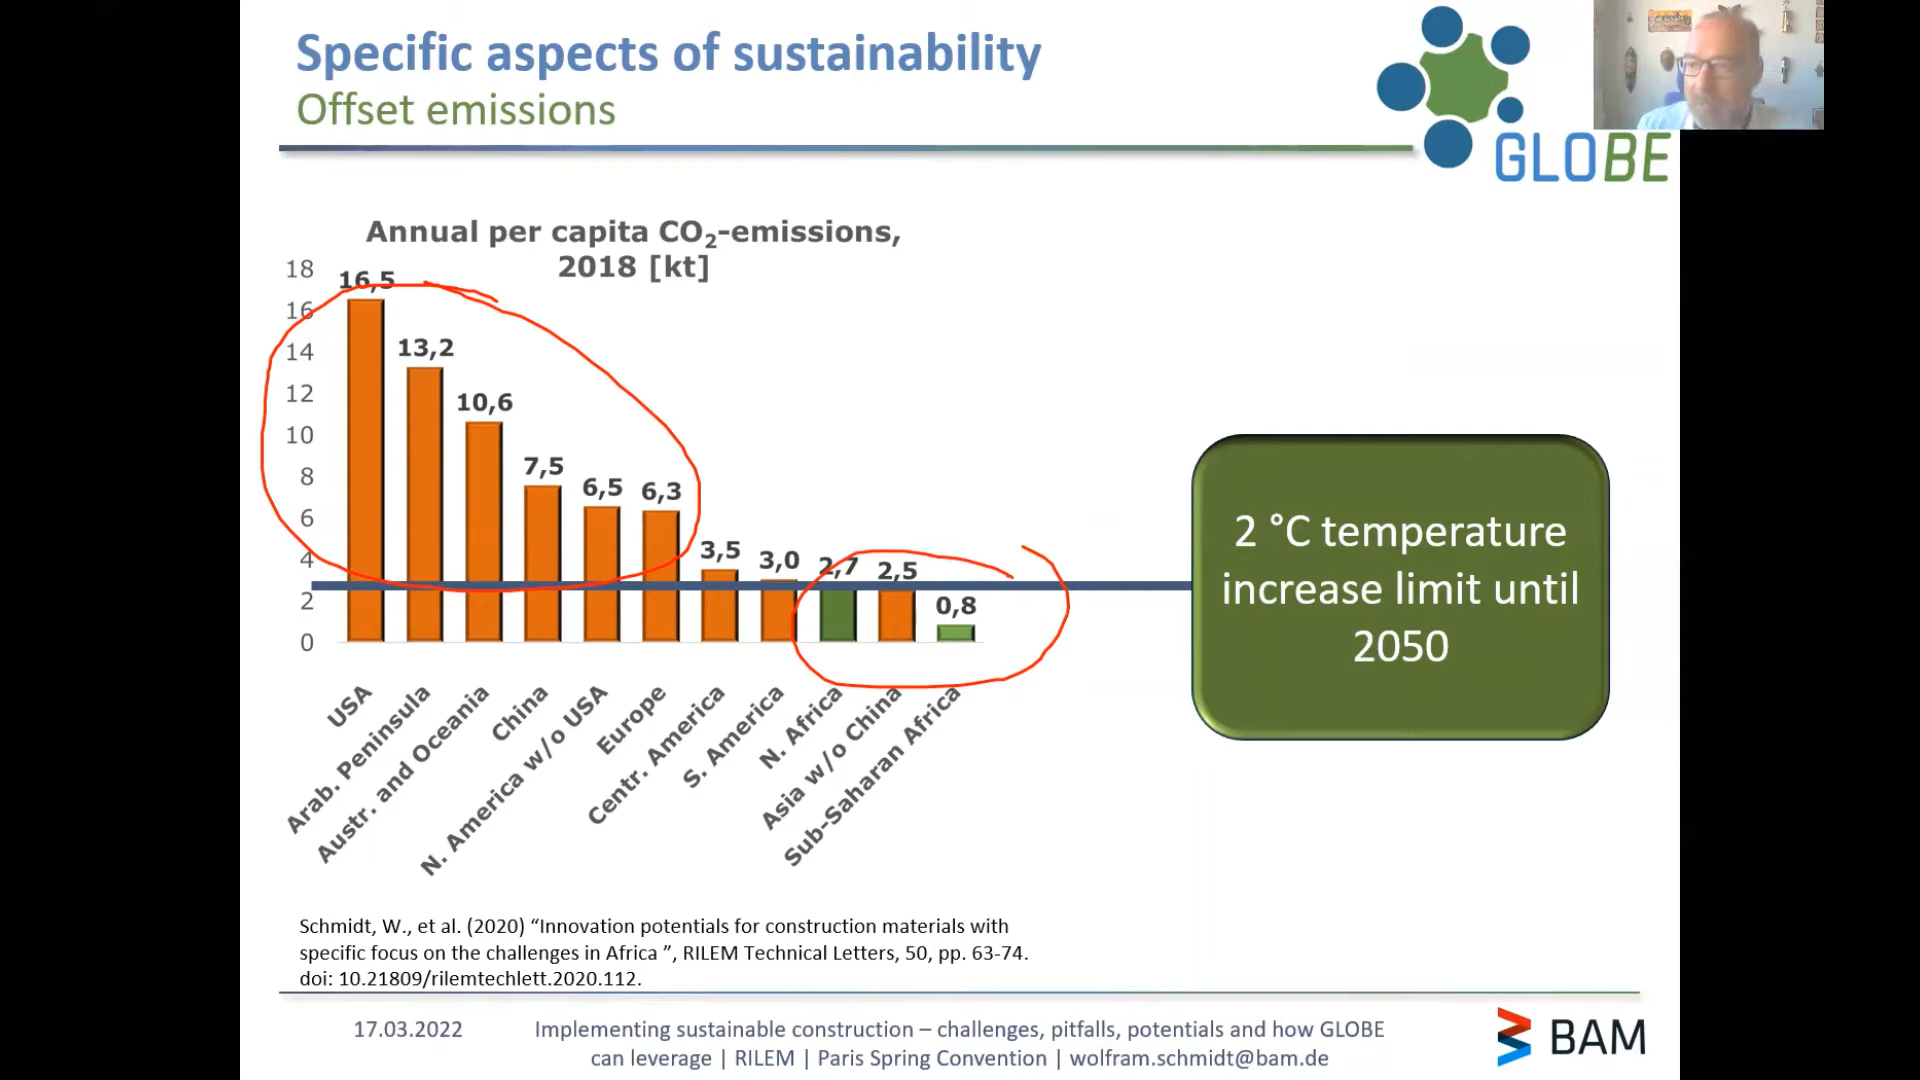 Specific aspects of sustainability
Offset emissions
GLOBE
Annual per capita CO₂-emissions,
2018 [kt]
18
16
14
12
10
8
6
4
2
0
16,5
13,2
10,6
7,5
6,5
6,3
3,5
3,0
2,7
2,5
0,8
USA
Arab. Peninsula
Austr. and Oceania
China
N. America w/o USA
Europe
Centr. America
S. America
N. Africa
Asia w/o China
Sub-Saharan Africa
2 °C temperature
increase limit until
2050
Schmidt, W., et al. (2020) “Innovation potentials for construction materials with
specific focus on the challenges in Africa ”, RILEM Technical Letters, 50, pp. 63-74.
doi: 10.21809/rilemtechlett.2020.112.
17.03.2022
Implementing sustainable construction – challenges, pitfalls, potentials and how GLOBE
can leverage | RILEM | Paris Spring Convention | wolfram.schmidt@bam.de
BAM